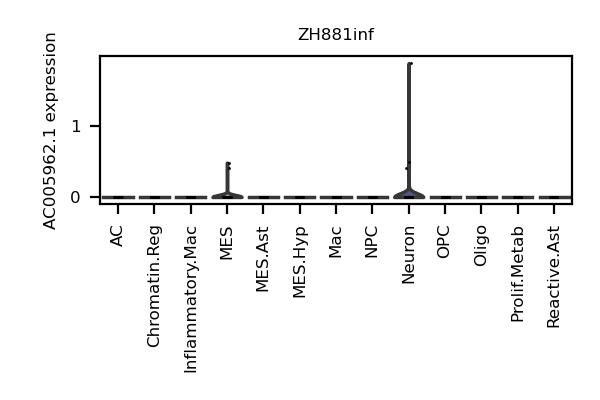 ZH881inf
AC005962.1 expression
1
0
AC
Chromatin.Reg
Inflammatory.Mac
MES
MES.Ast
MES.Hyp
Mac
NPC
Neuron
OPC
Oligo
Prolif.Metab
Reactive.Ast